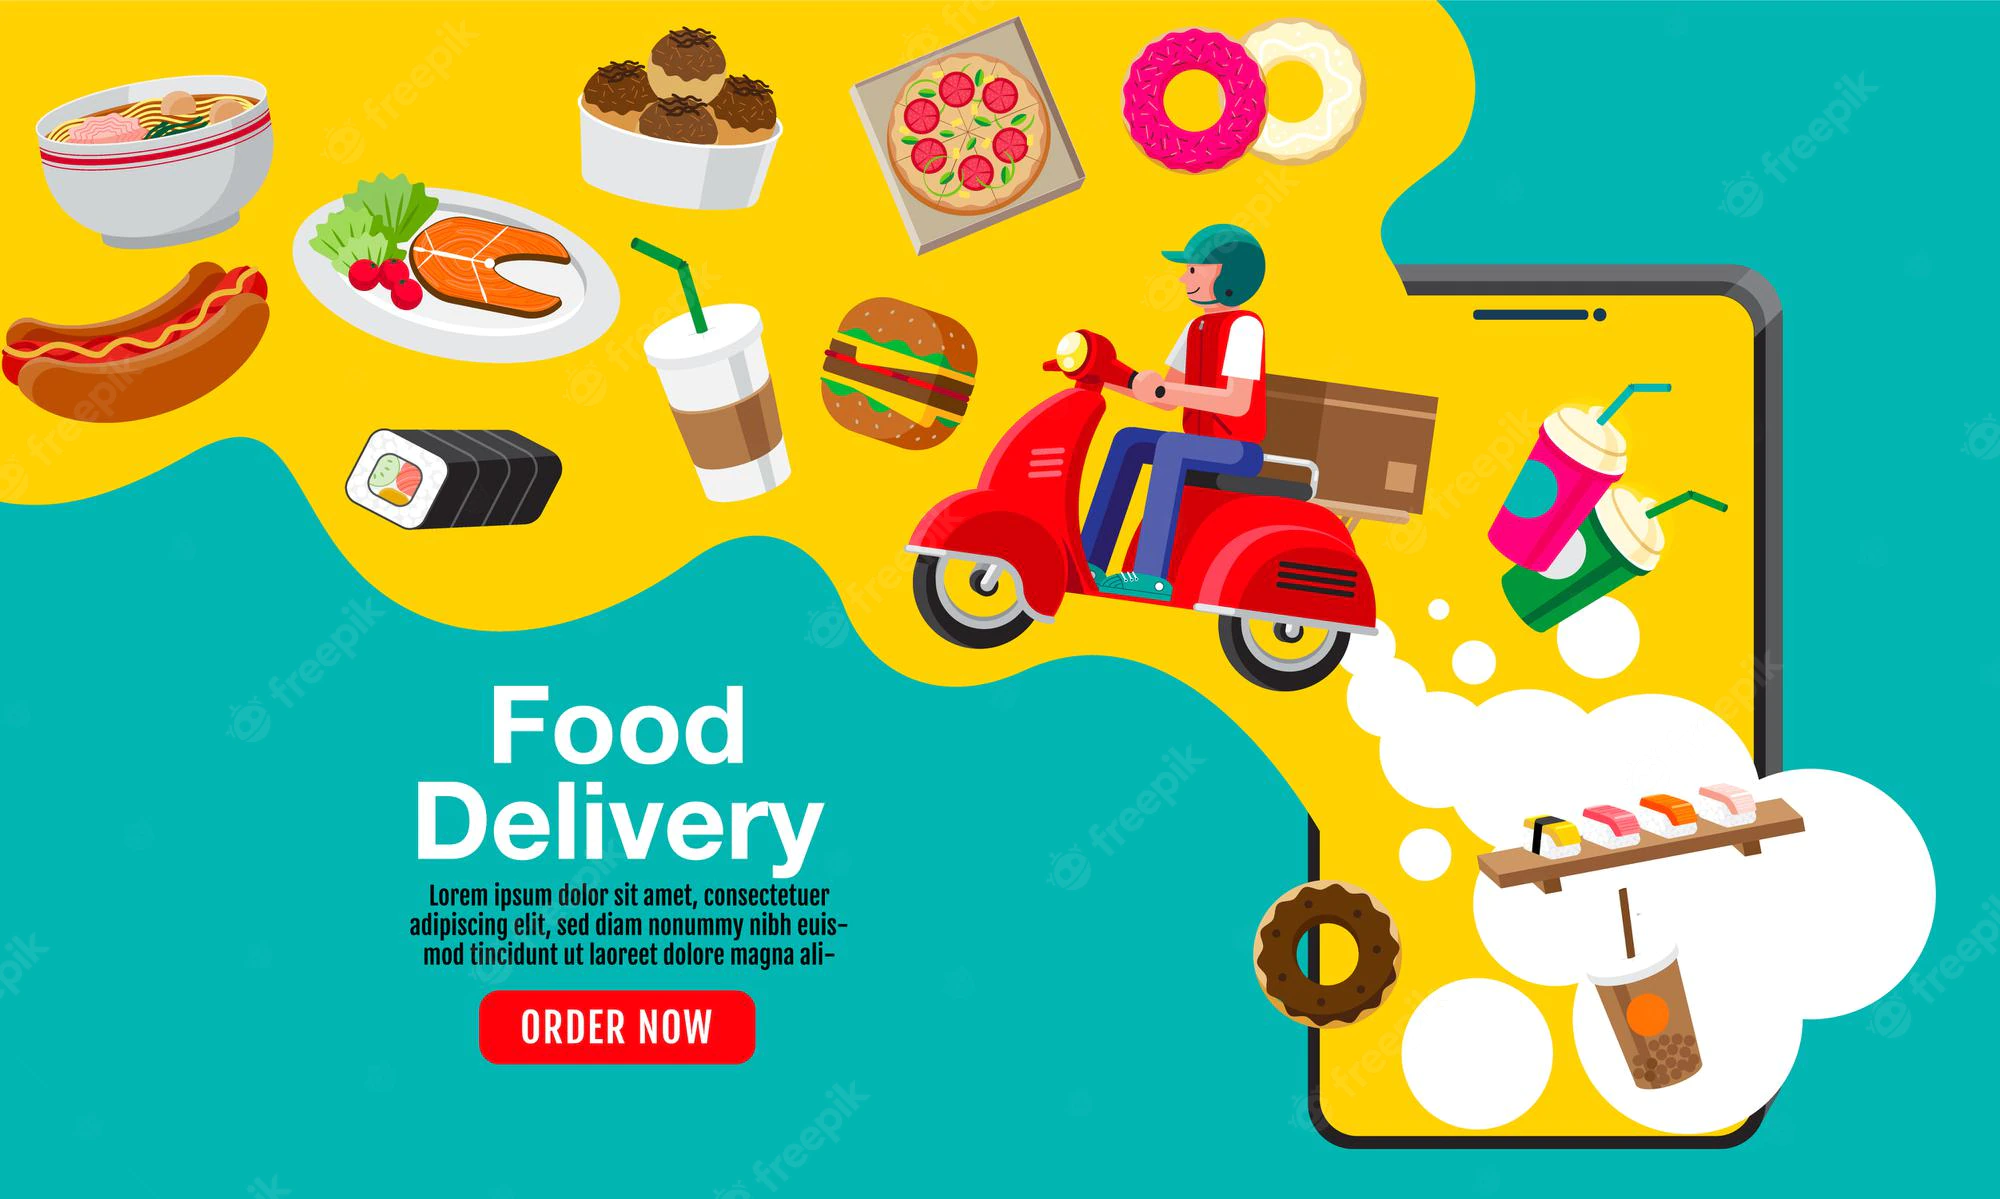 Food
Delivery
Lorem ipsum dolor sit amet, consectetuer
adipiscing elit, sed diam nonummy nibh euis-
mod tincidunt ut laoreet dolore magna ali-
ORDER NOW
freepik